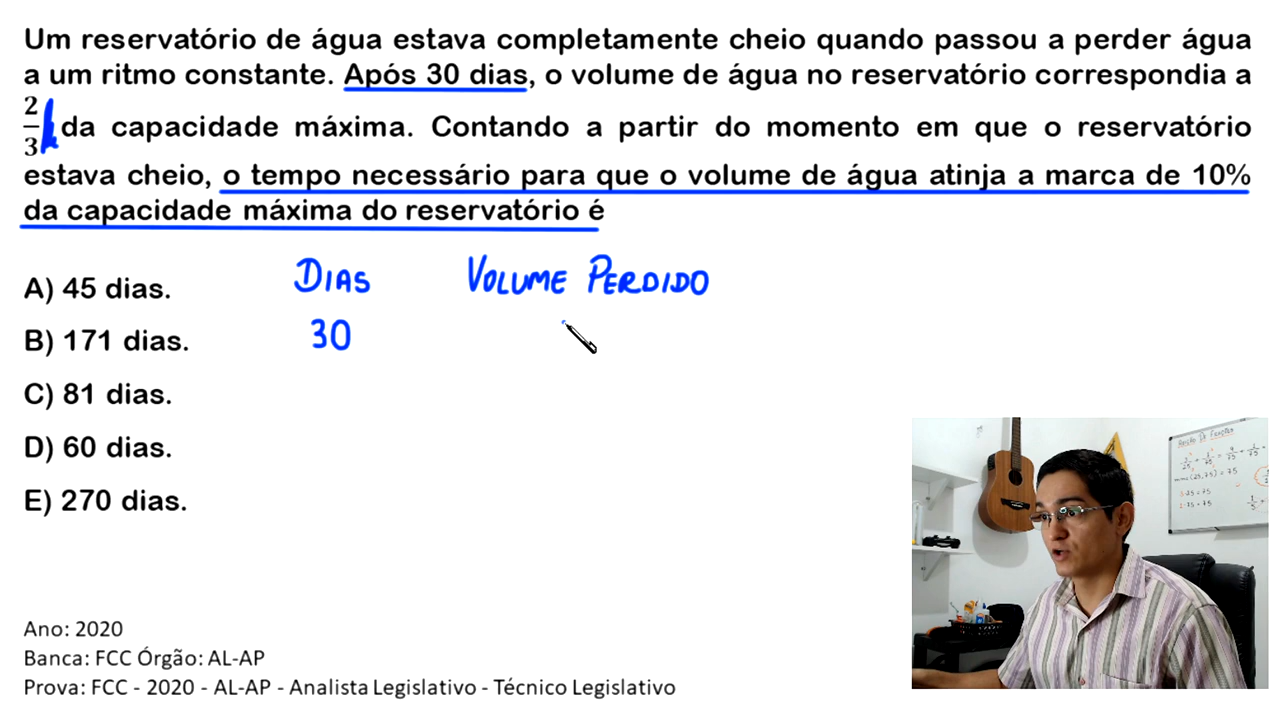 Um reservatório de água estava completamente cheio quando passou a perder água
a um ritmo constante. Após 30 dias, o volume de água no reservatório correspondia a
2/3 da capacidade máxima. Contando a partir do momento em que o reservatório
estava cheio, o tempo necessário para que o volume de água atinja a marca de 10%
da capacidade máxima do reservatório é
A) 45 dias.
B) 171 dias.
C) 81 dias.
D) 60 dias.
E) 270 dias.
DIAS VOLUME PERDIDO
30
Ano: 2020
Banca: FCC Órgão: AL-AP
Prova: FCC - 2020 - AL-AP - Analista Legislativo - Técnico Legislativo